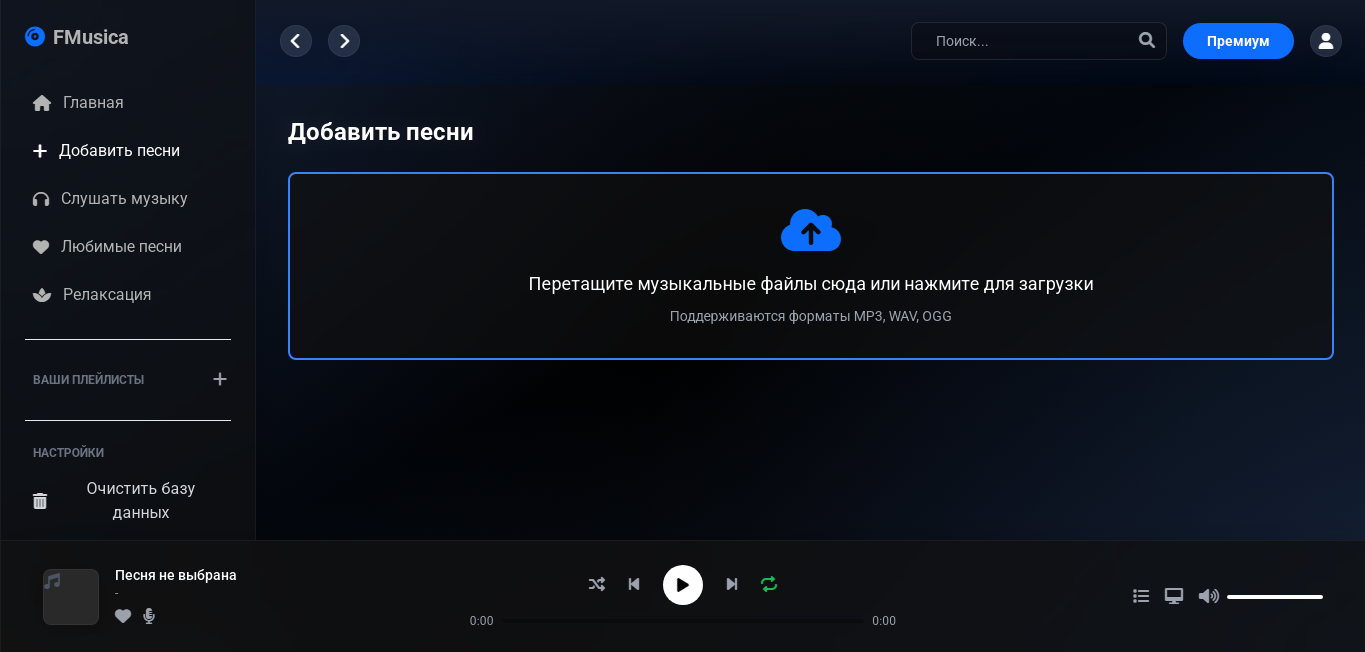 FMusica
Главная
Добавить песни
Слушать музыку
Любимые песни
Релаксация
ВАШИ ПЛЕЙЛИСТЫ
НАСТРОЙКИ
Очистить базу
данных
Поиск...
Премиум
Добавить песни
Перетащите музыкальные файлы сюда или нажмите для загрузки
Поддерживаются форматы MP3, WAV, OGG
Песня не выбрана
-
0:00
0:00